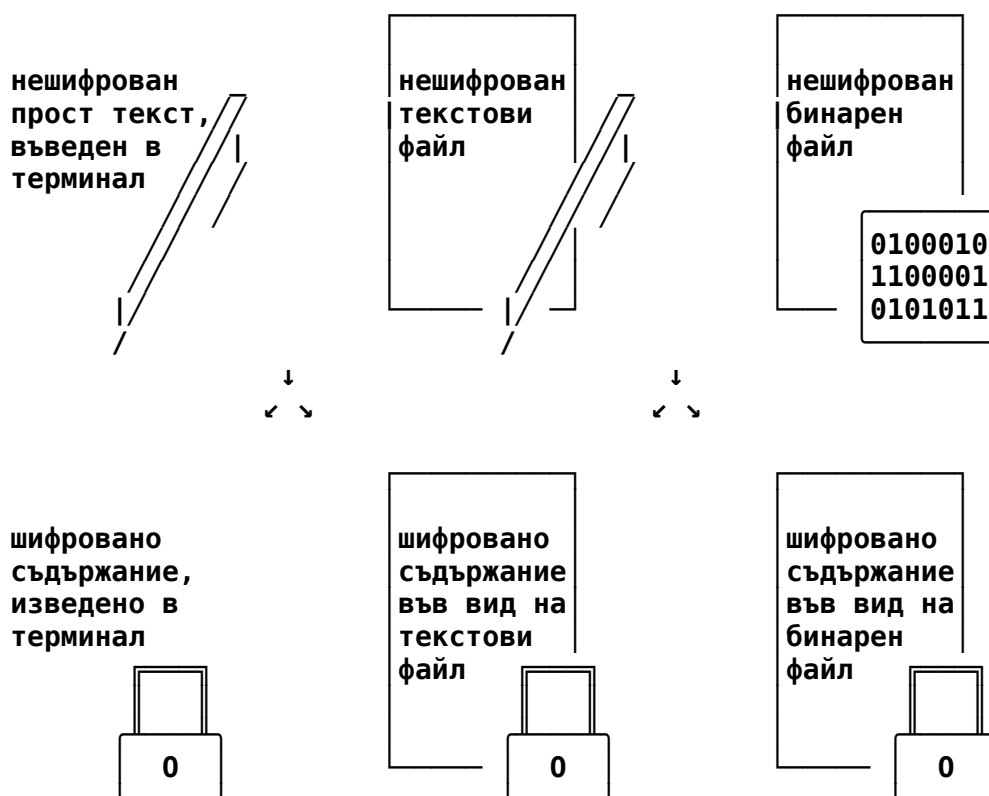 нешифрован
прост текст,
въведен в
терминал
нешифрован
текстови
файл
нешифрован
бинарен
файл
0100010
1100001
0101011
↓
↙ ↘
↓
↙ ↘
шифровано
съдържание,
изведено в
терминал
шифровано
съдържание
във вид на
текстови
файл
шифровано
съдържание
във вид на
бинарен
файл
0
0
0